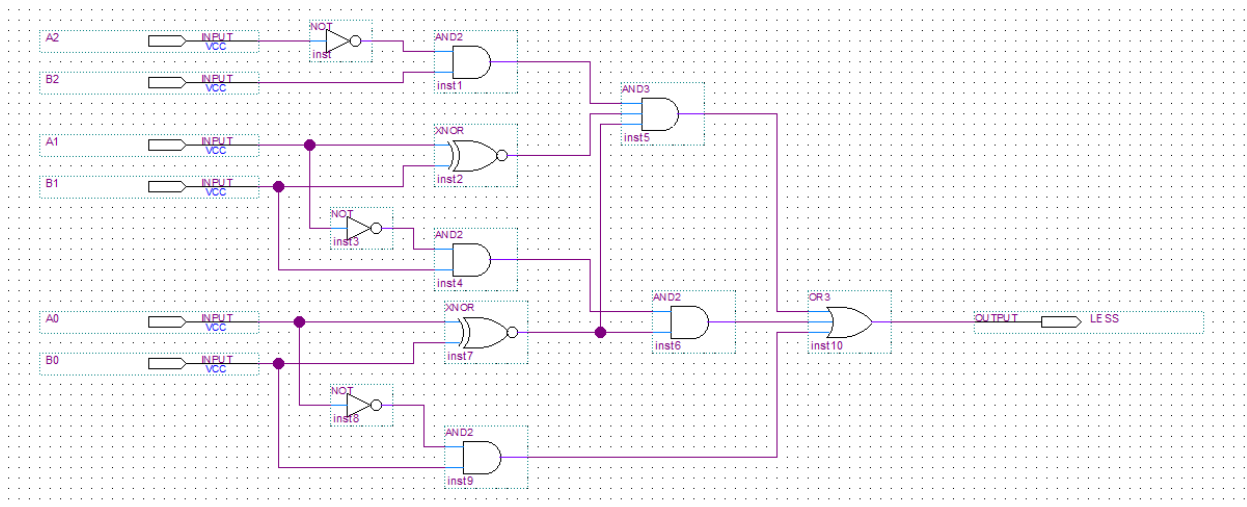 NOT
A2 INPUT
VCC
inst
AND2
inst1
B2 INPUT
VCC
AND3
inst5
A1 INPUT
VCC
XNOR
inst2
B1 INPUT
VCC
NOT
inst3
AND2
inst4
A0 INPUT
VCC
XNOR
inst7
AND2
inst6
OR3
inst10
OUTPUT LESS
B0 INPUT
VCC
NOT
inst8
AND2
inst9